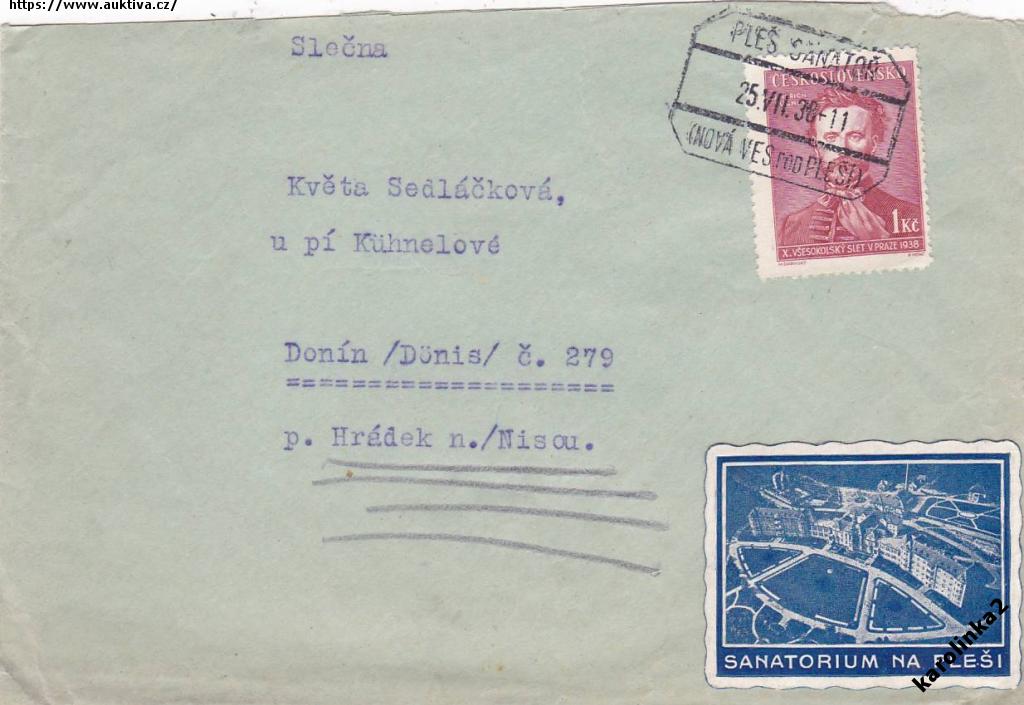 https://www.auktiva.cz/
Slečna
PLEŠ SANATOŘ
25.VII.38-11
(NOVÁ VES POD PLEŠÍ)
ČESKOSLOVENSKO
1 Kč
X. VŠESOKOLSKÝ SLET V PRAZE 1938
Květa Sedláčková,
u pí Kühnelové
Donín /Dönis/ č. 279
====================
p. Hrádek n./Nisou.
SANATORIUM NA PLEŠI
karolinka2